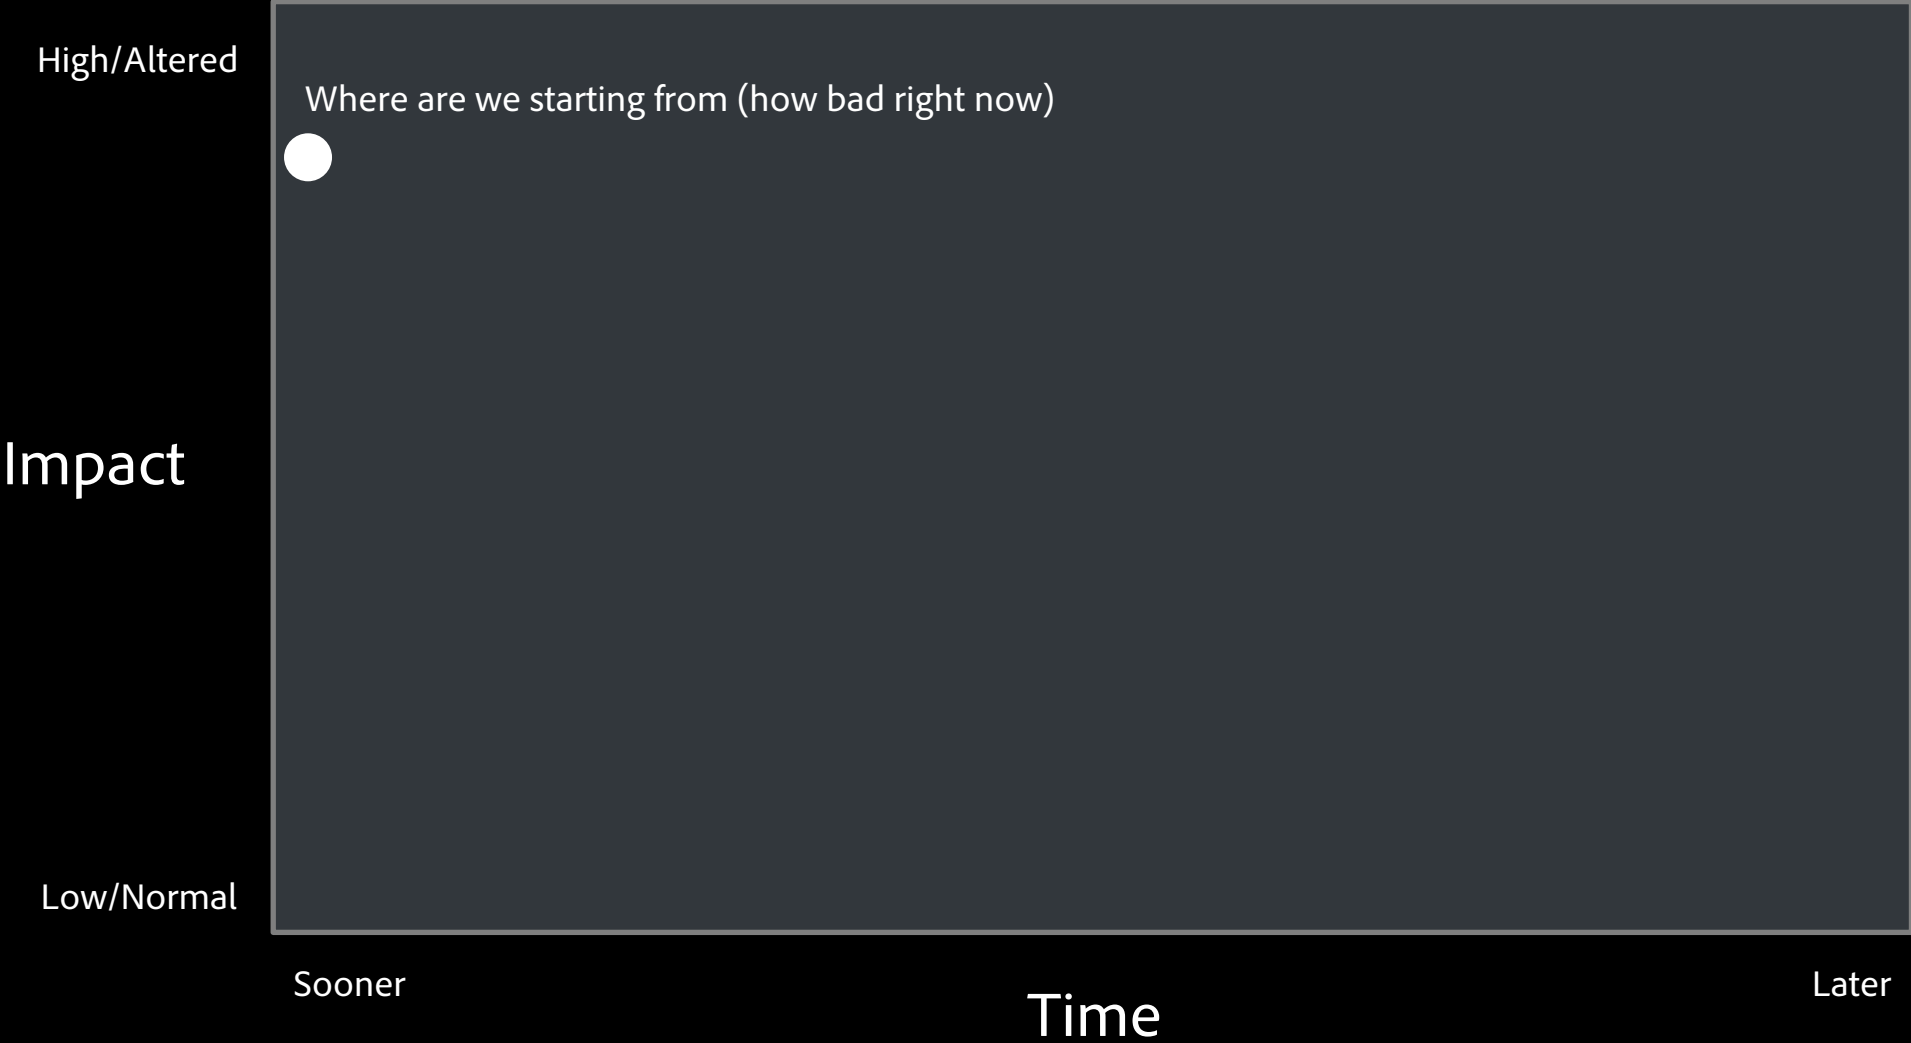 High/Altered
Where are we starting from (how bad right now)
Impact
Low/Normal
Sooner
Later
Time